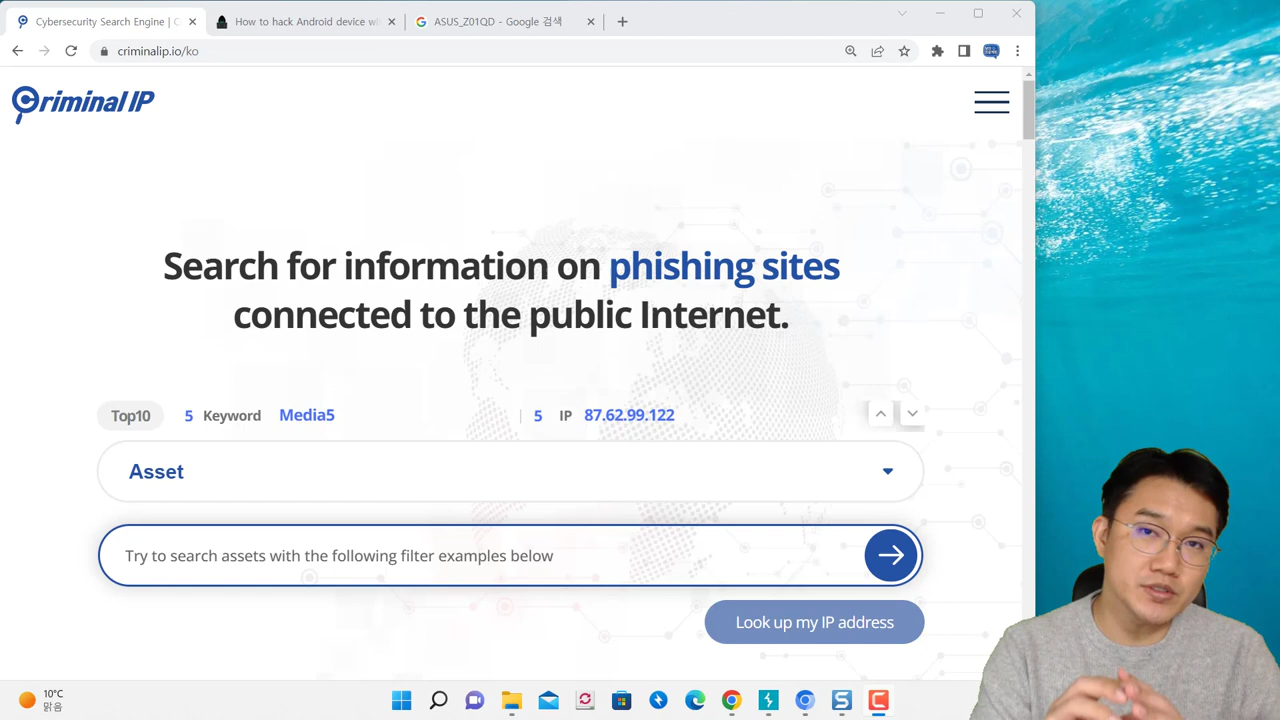 Cybersecurity Search Engine | C
How to hack Android device wi
ASUS_Z01QD - Google 검색
criminalip.io/ko
Criminal IP
Search for information on phishing sites
connected to the public Internet.
Top10 5 Keyword Media5 5 IP 87.62.99.122
Asset
Try to search assets with the following filter examples below
Look up my IP address
10°C
맑음